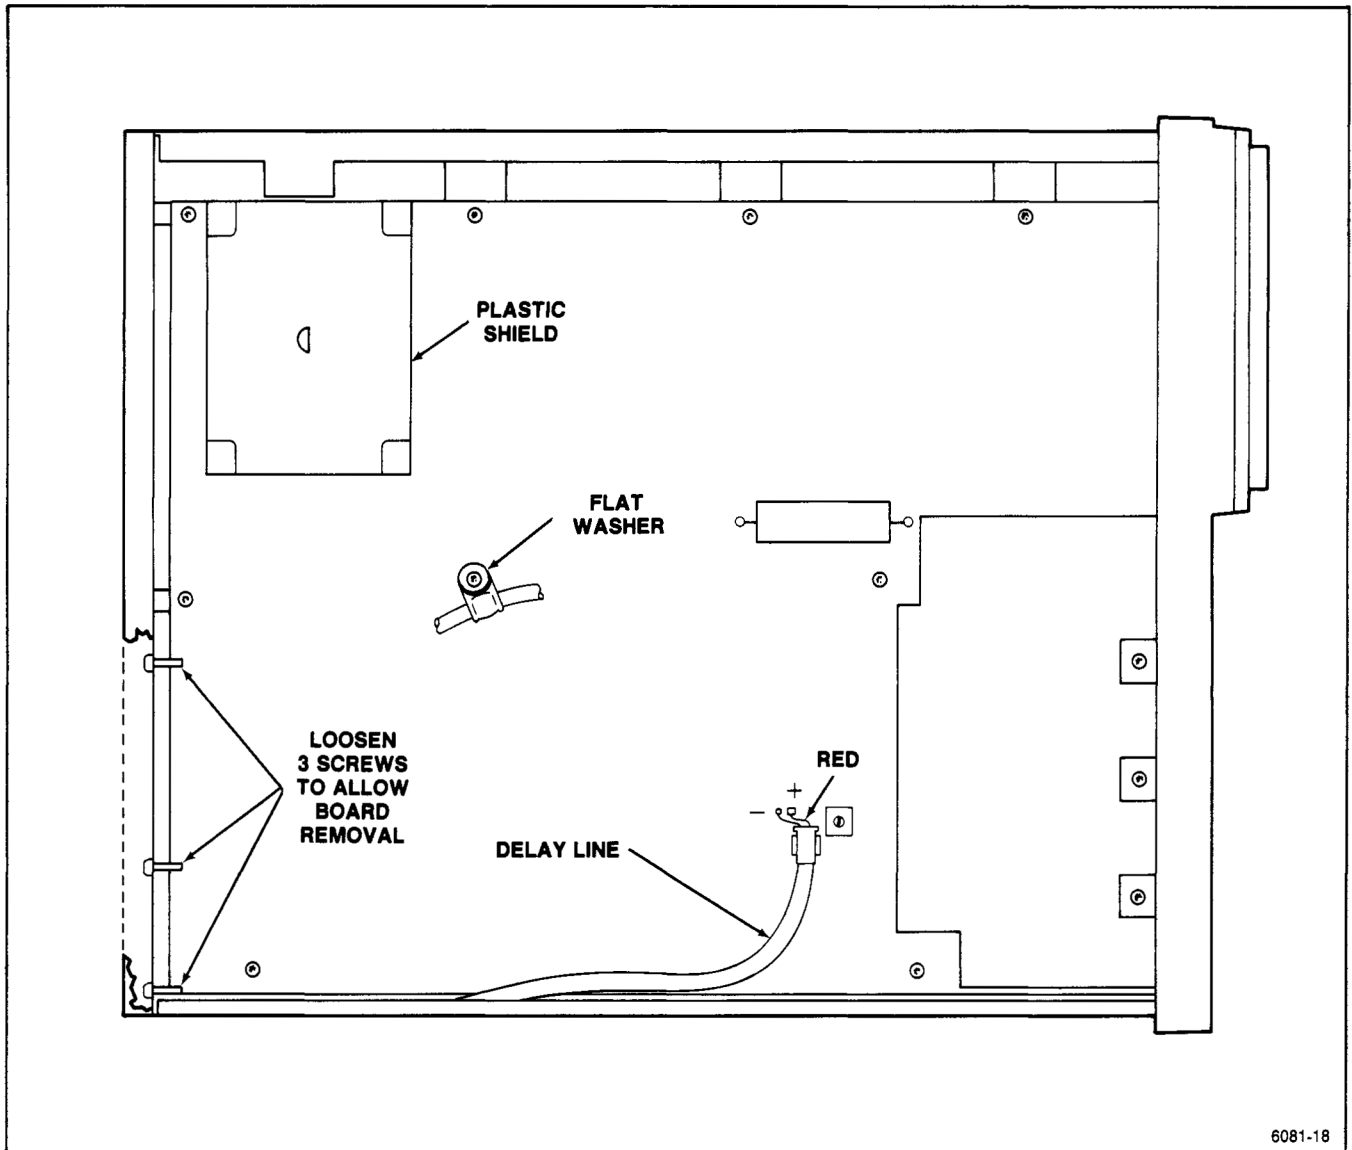 PLASTIC
SHIELD
FLAT
WASHER
LOOSEN
3 SCREWS
TO ALLOW
BOARD
REMOVAL
RED
+
−
DELAY LINE
6081-18